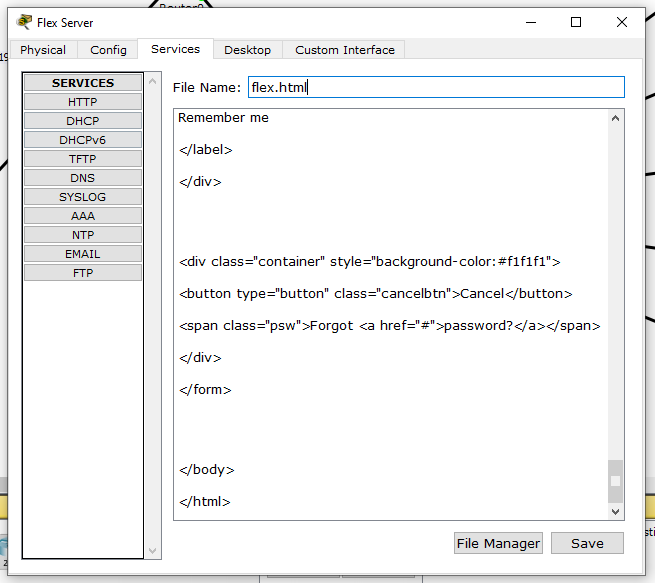 Router0
Flex Server
Physical
Config
Services
Desktop
Custom Interface
SERVICES
HTTP
DHCP
DHCPv6
TFTP
DNS
SYSLOG
AAA
NTP
EMAIL
FTP
File Name:
flex.html
Remember me
</label>
</div>
<div class="container" style="background-color:#f1f1f1">
<button type="button" class="cancelbtn">Cancel</button>
<span class="psw">Forgot <a href="#">password?</a></span>
</div>
</form>
</body>
</html>
File Manager
Save